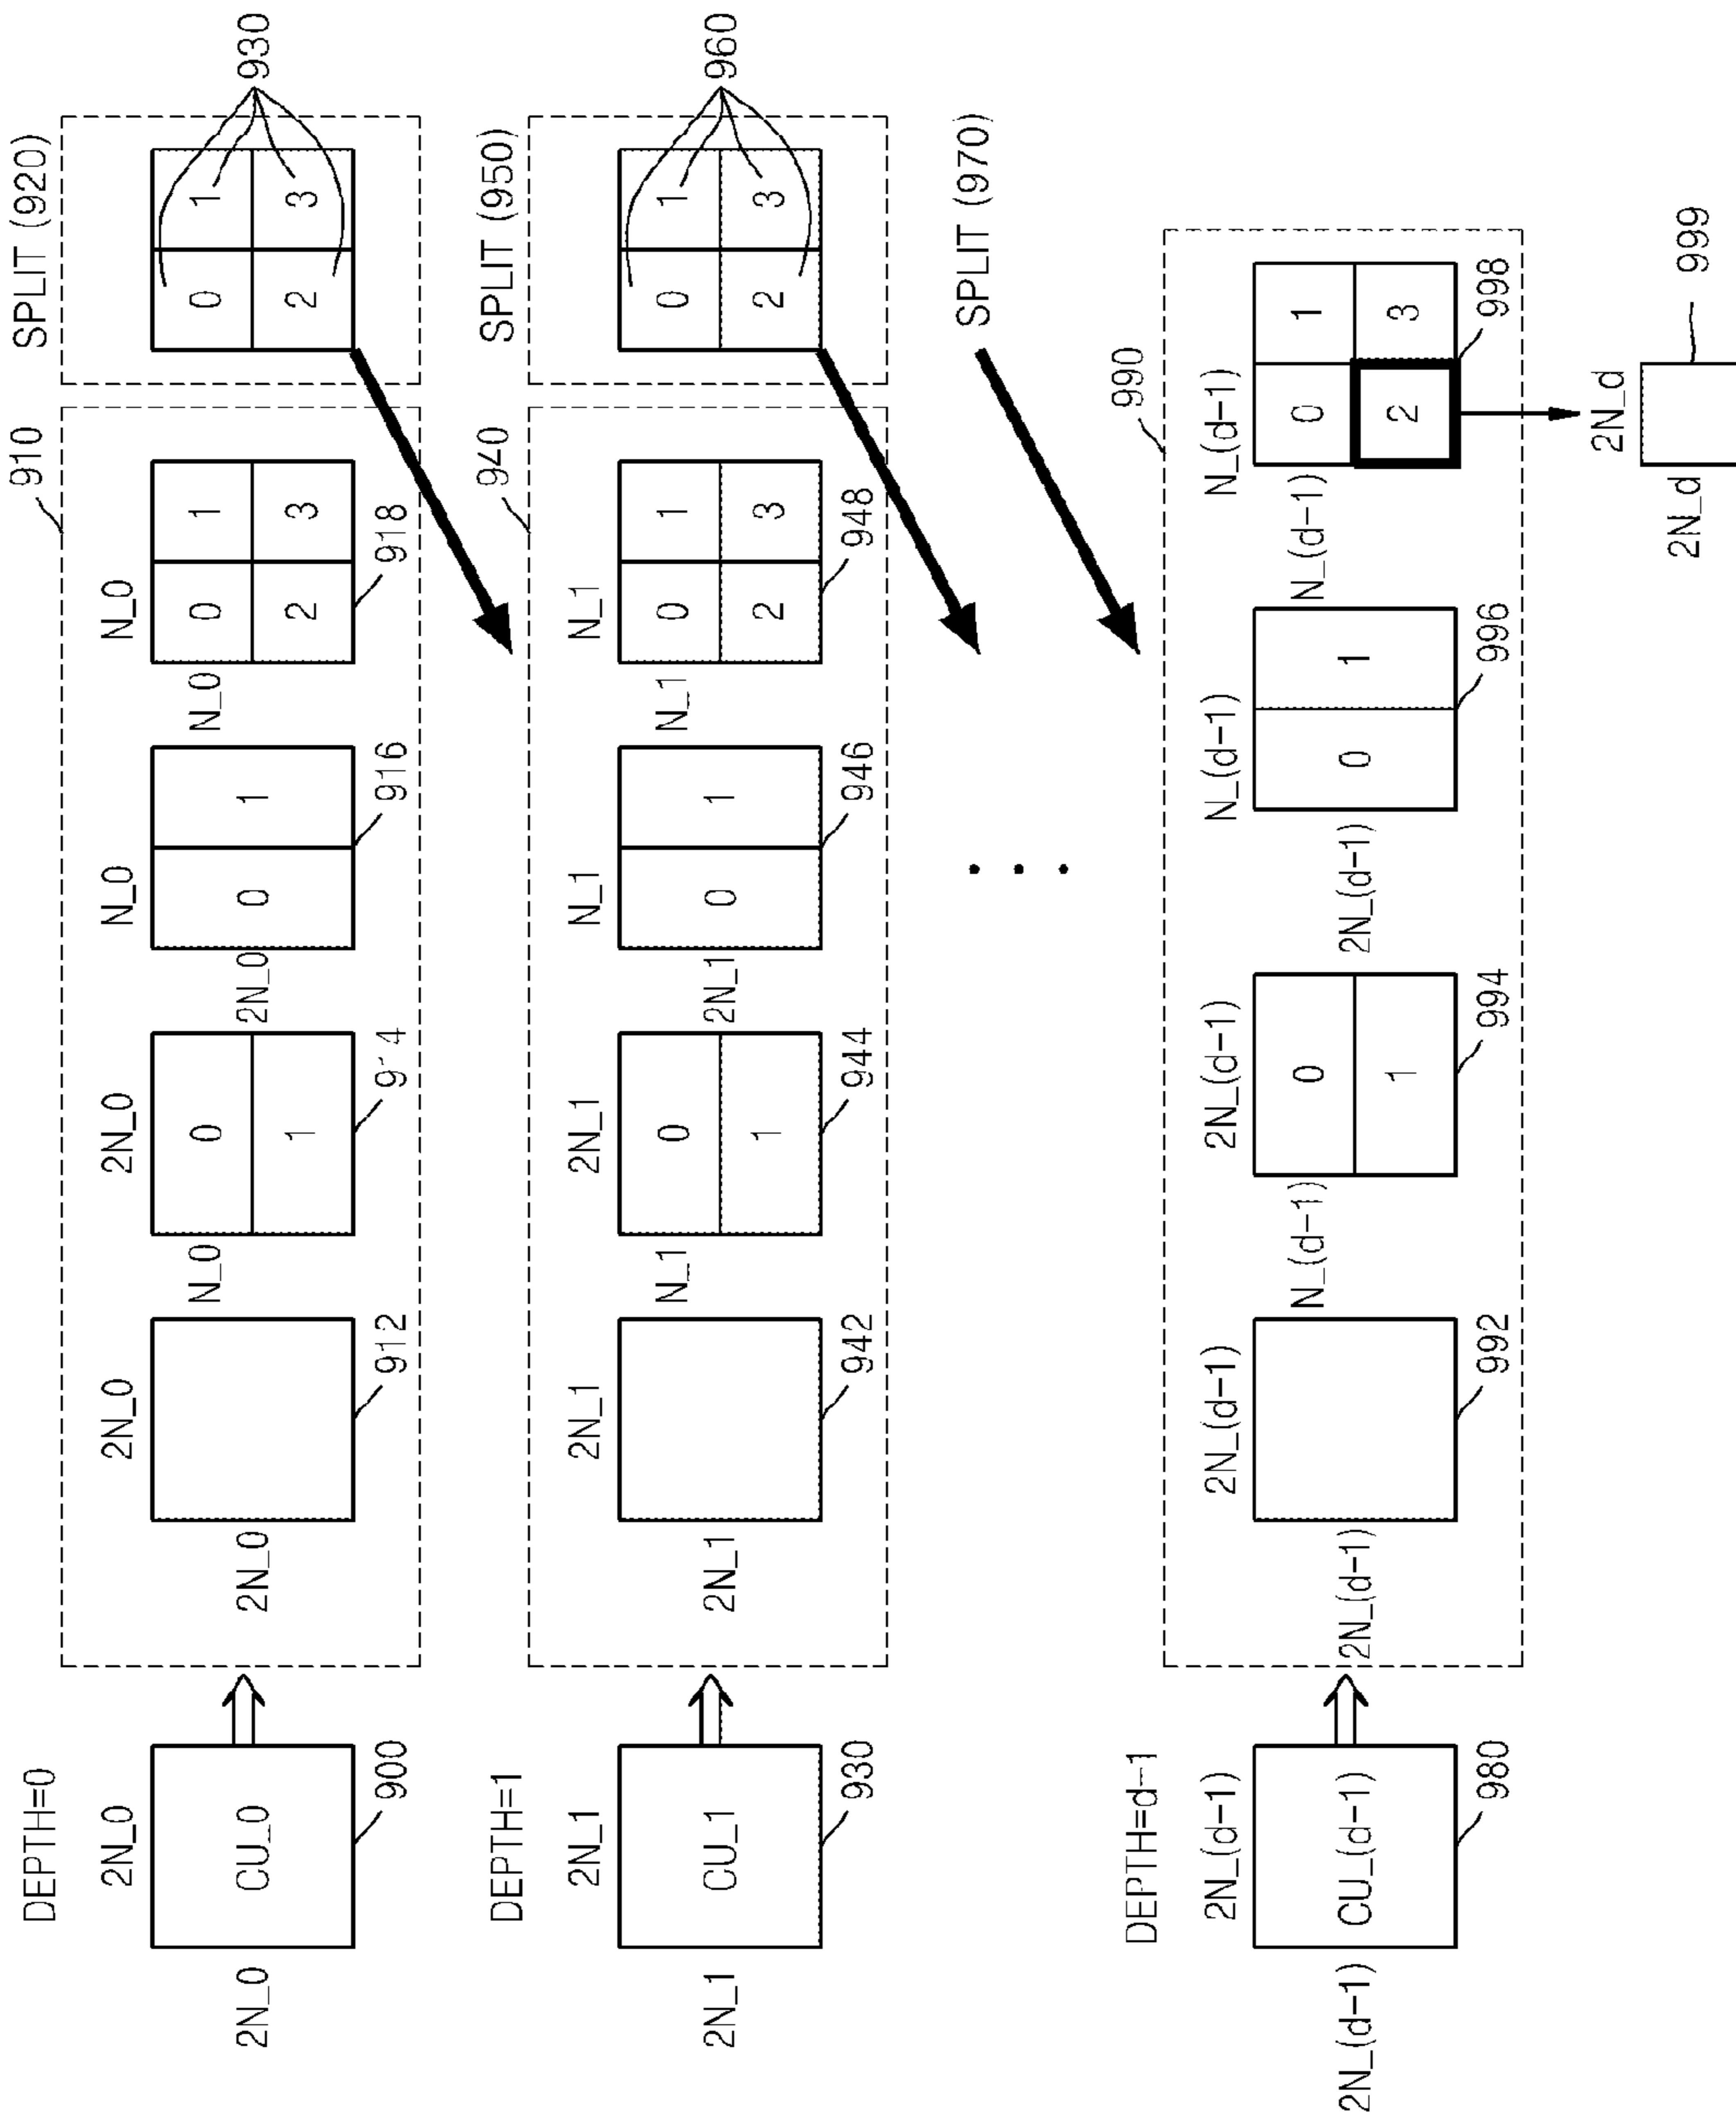 DEPTH=0
2N_0
2N_0
CU_0
900
910
2N_0
2N_0
912
2N_0
N_0
0
1
914
N_0
2N_0
0
1
916
N_0
N_0
0
1
2
3
918
SPLIT (920)
0
1
2
3
930
DEPTH=1
2N_1
2N_1
CU_1
930
940
2N_1
2N_1
942
2N_1
N_1
0
1
944
N_1
2N_1
0
1
946
N_1
N_1
0
1
2
3
948
SPLIT (950)
0
1
2
3
960
SPLIT (970)
DEPTH=d-1
2N_(d-1)
2N_(d-1)
CU_(d-1)
980
990
2N_(d-1)
2N_(d-1)
992
2N_(d-1)
N_(d-1)
0
1
994
N_(d-1)
2N_(d-1)
0
1
996
N_(d-1)
N_(d-1)
0
1
2
3
998
2N_d
2N_d
999